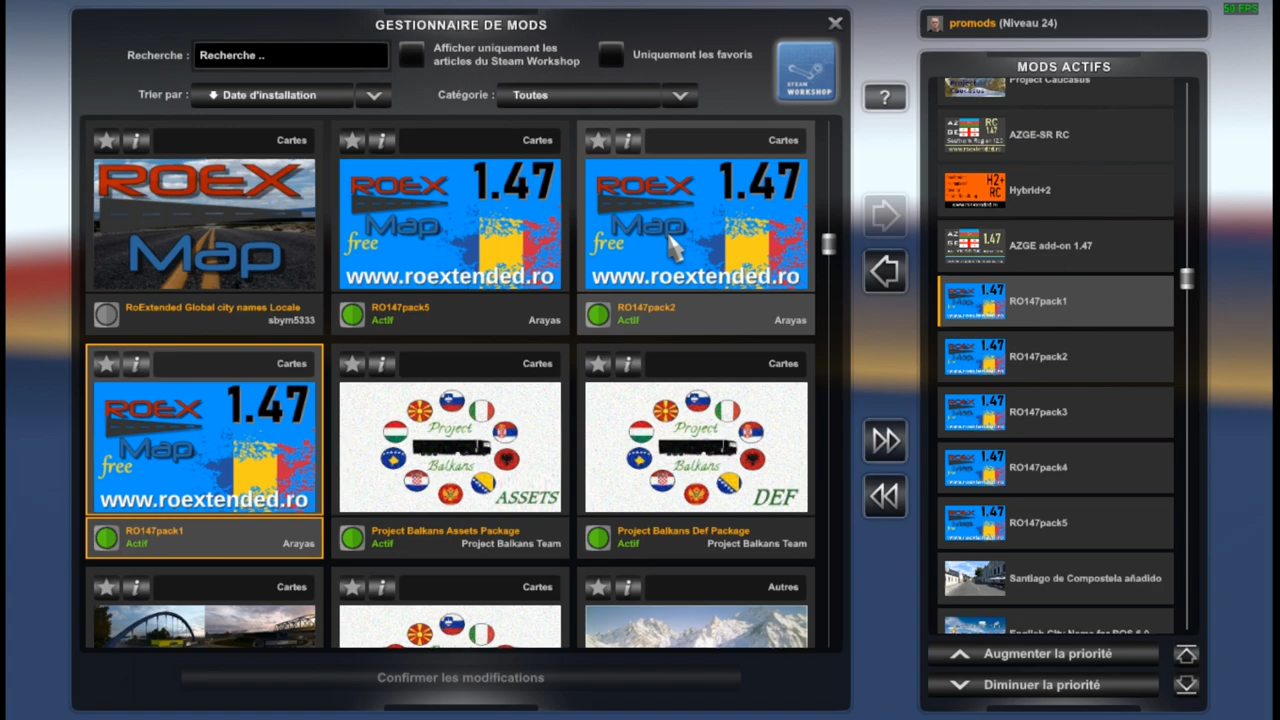 50 FPS
GESTIONNAIRE DE MODS
Recherche :
Recherche ..
Afficher uniquement les
articles du Steam Workshop
Uniquement les favoris
STEAM
WORKSHOP
Trier par :
Date d'installation
Catégorie :
Toutes
Cartes
ROEX
Map
RoExtended Global city names Locale
sbym5333
Cartes
ROEX 1.47
Map
free
www.roextended.ro
RO147pack5
Actif
Arayas
Cartes
ROEX 1.47
Map
free
www.roextended.ro
RO147pack2
Actif
Arayas
Cartes
ROEX 1.47
Map
free
www.roextended.ro
RO147pack1
Actif
Arayas
Cartes
Project
Balkans
ASSETS
Project Balkans Assets Package
Actif
Project Balkans Team
Cartes
Project
Balkans
DEF
Project Balkans Def Package
Actif
Project Balkans Team
Cartes
Cartes
Autres
Confirmer les modifications
?
promods (Niveau 24)
MODS ACTIFS
Project Caucasus
AZGE-SR RC
Hybrid+2
AZGE add-on 1.47
RO147pack1
RO147pack2
RO147pack3
RO147pack4
RO147pack5
Santiago de Compostela añadido
Augmenter la priorité
Diminuer la priorité